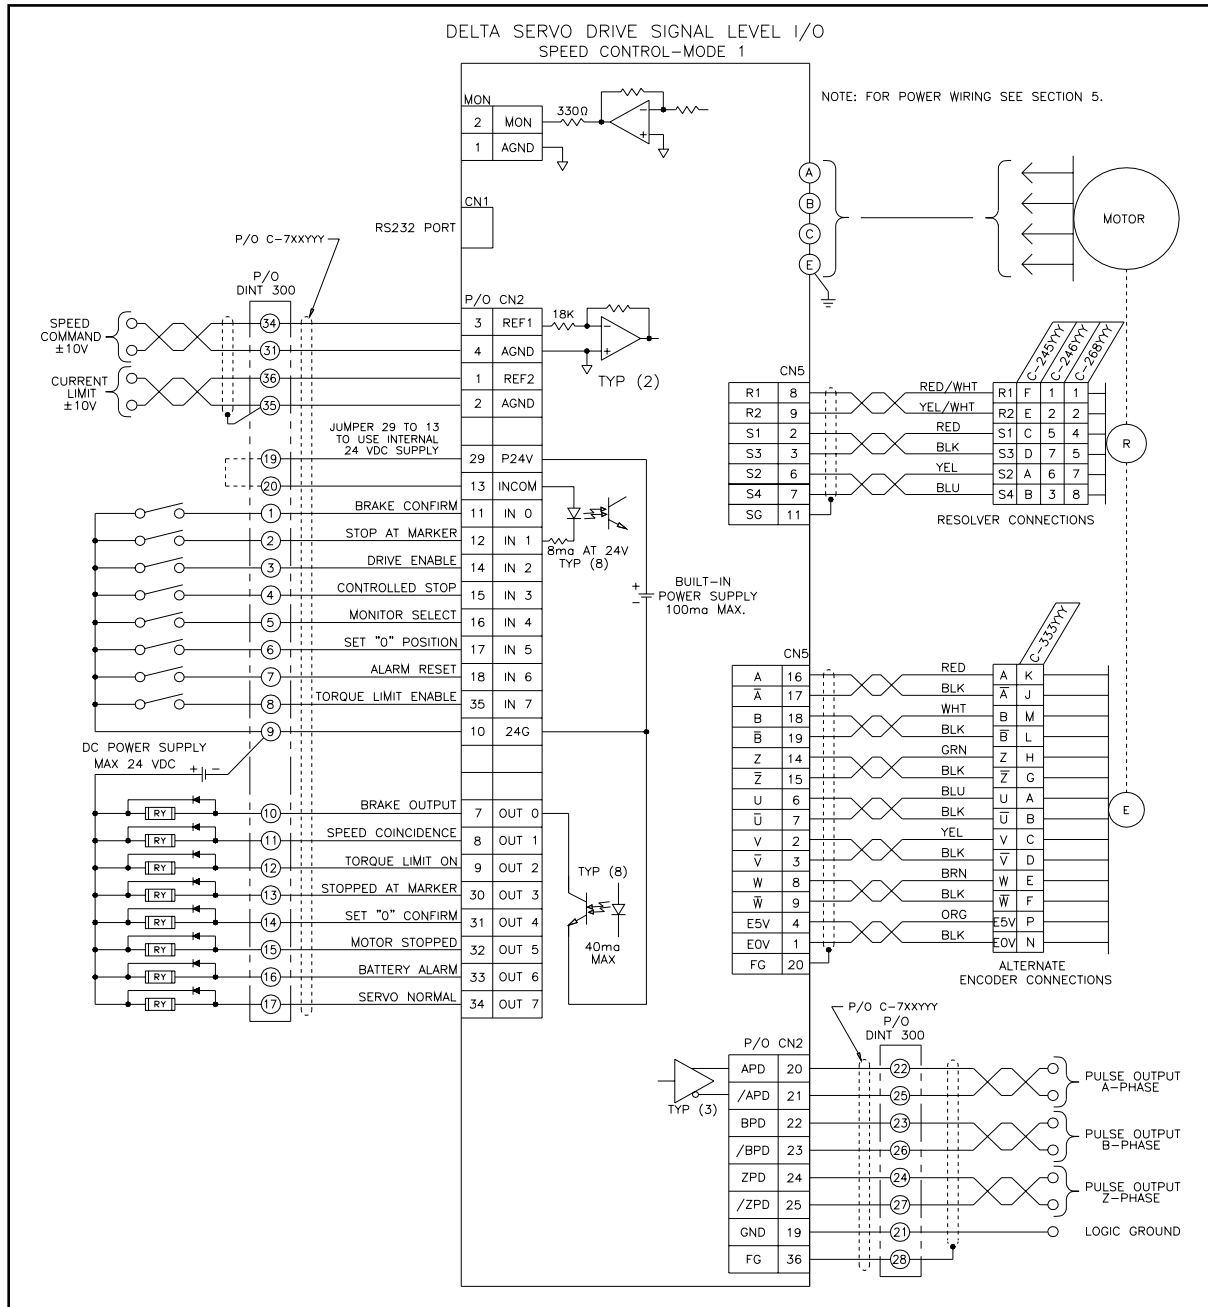 DELTA SERVO DRIVE SIGNAL LEVEL I/O
SPEED CONTROL-MODE 1
NOTE: FOR POWER WIRING SEE SECTION 5.
MON
2 MON
1 AGND
330Ω
- +
CN1
RS232 PORT
A
B
C
E
MOTOR
P/O C-7XXYYY
P/O
DINT 300
P/O CN2
SPEED
COMMAND
±10V
CURRENT
LIMIT
±10V
34 3 REF1
31 4 AGND
36 1 REF2
35 2 AGND
18K
- +
TYP (2)
JUMPER 29 TO 13
TO USE INTERNAL
24 VDC SUPPLY
19 29 P24V
20 13 INCOM
1 BRAKE CONFIRM 11 IN 0
2 STOP AT MARKER 12 IN 1
3 DRIVE ENABLE 14 IN 2
4 CONTROLLED STOP 15 IN 3
5 MONITOR SELECT 16 IN 4
6 SET "0" POSITION 17 IN 5
7 ALARM RESET 18 IN 6
8 TORQUE LIMIT ENABLE 35 IN 7
9 10 24G
8ma AT 24V
TYP (8)
+ -
BUILT-IN
POWER SUPPLY
100ma MAX.
DC POWER SUPPLY
MAX 24 VDC
+ -
RY 10 BRAKE OUTPUT 7 OUT 0
RY 11 SPEED COINCIDENCE 8 OUT 1
RY 12 TORQUE LIMIT ON 9 OUT 2
RY 13 STOPPED AT MARKER 30 OUT 3
RY 14 SET "0" CONFIRM 31 OUT 4
RY 15 MOTOR STOPPED 32 OUT 5
RY 16 BATTERY ALARM 33 OUT 6
RY 17 SERVO NORMAL 34 OUT 7
TYP (8)
40ma
MAX
CN5
C-245YYY
C-246YYY
C-268YYY
R1 8 RED/WHT R1 F 1 1
R2 9 YEL/WHT R2 E 2 2
S1 2 RED S1 C 5 4
S3 3 BLK S3 D 7 5
S2 6 YEL S2 A 6 7
S4 7 BLU S4 B 3 8
SG 11
R
RESOLVER CONNECTIONS
CN5
C-333YYY
A 16 RED A K
A̅ 17 BLK A̅ J
B 18 WHT B M
B̅ 19 BLK B̅ L
Z 14 GRN Z H
Z̅ 15 BLK Z̅ G
U 6 BLU U A
U̅ 7 BLK U̅ B
V 2 YEL V C
V̅ 3 BLK V̅ D
W 8 BRN W E
W̅ 9 BLK W̅ F
E5V 4 ORG E5V P
E0V 1 BLK E0V N
FG 20
E
ALTERNATE
ENCODER CONNECTIONS
P/O C-7XXYYY
P/O
DINT 300
P/O CN2
TYP (3)
APD 20 22
/APD 21 25
PULSE OUTPUT
A-PHASE
BPD 22 23
/BPD 23 26
PULSE OUTPUT
B-PHASE
ZPD 24 24
/ZPD 25 27
PULSE OUTPUT
Z-PHASE
GND 19 21 LOGIC GROUND
FG 36 28